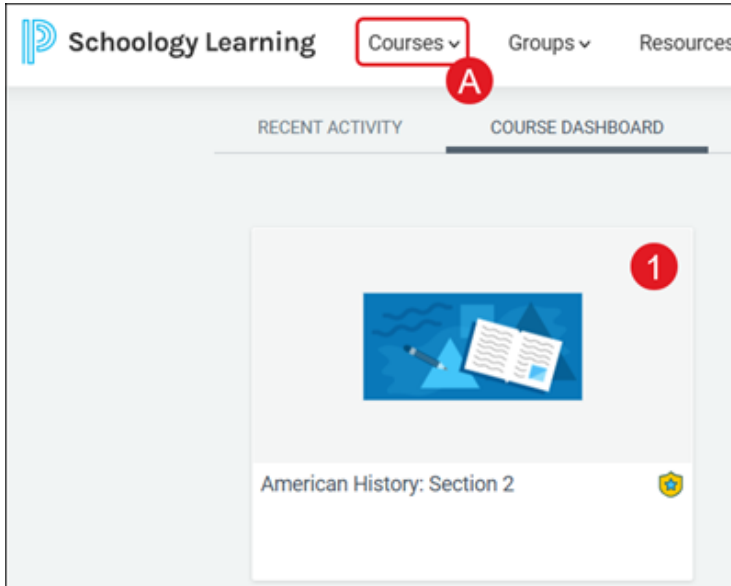 Schoology Learning Courses Groups Resources
A
RECENT ACTIVITY COURSE DASHBOARD
1
American History: Section 2